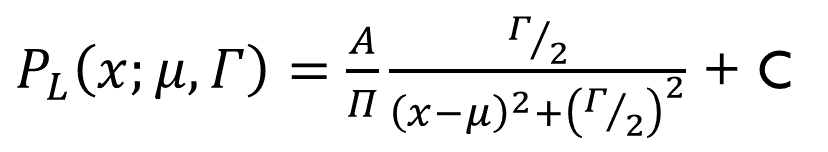 P_L(x; μ, Γ) = A/Π (Γ/2)/((x−μ)²+(Γ/2)²) + C